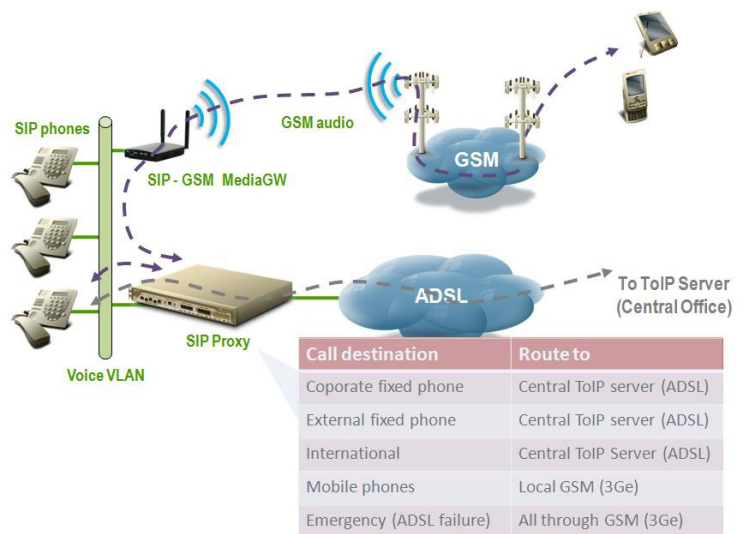 SIP phones
GSM audio
SIP - GSM MediaGW
GSM
ADSL
To ToIP Server
(Central Office)
SIP Proxy
Voice VLAN
Call destination Route to
Coporate fixed phone Central ToIP server (ADSL)
External fixed phone Central ToIP server (ADSL)
International Central ToIP Server (ADSL)
Mobile phones Local GSM (3Ge)
Emergency (ADSL failure) All through GSM (3Ge)